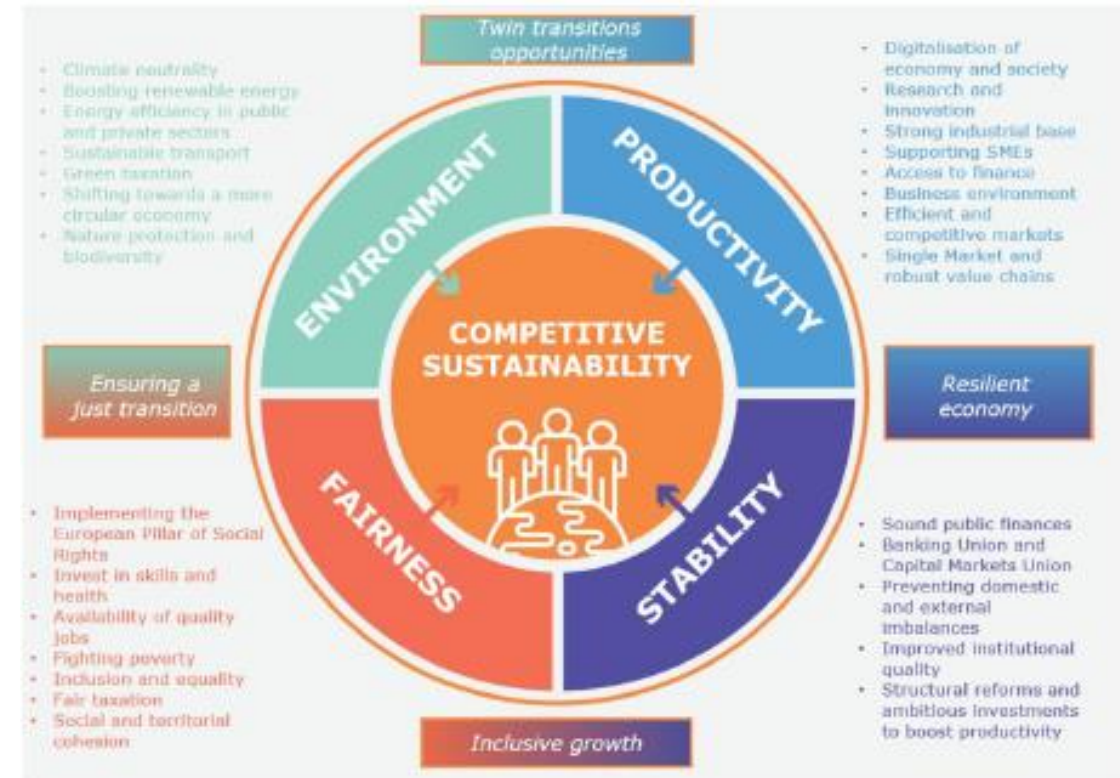 Twin transitions
opportunities
• Climate neutrality
• Boosting renewable energy
• Energy efficiency in public
and private sectors
• Sustainable transport
• Green taxation
• Shifting towards a more
circular economy
• Nature protection and
biodiversity
• Digitalisation of
economy and society
• Research and
innovation
• Strong industrial base
• Supporting SMEs
• Access to finance
• Business environment
• Efficient and
competitive markets
• Single Market and
robust value chains
ENVIRONMENT
PRODUCTIVITY
COMPETITIVE
SUSTAINABILITY
Ensuring a
just transition
Resilient
economy
FAIRNESS
STABILITY
• Implementing the
European Pillar of Social
Rights
• Invest in skills and
health
• Availability of quality
jobs
• Fighting poverty
• Inclusion and equality
• Fair taxation
• Social and territorial
cohesion
• Sound public finances
• Banking Union and
Capital Markets Union
• Preventing domestic
and external
imbalances
• Improved institutional
quality
• Structural reforms and
ambitious investments
to boost productivity
Inclusive growth